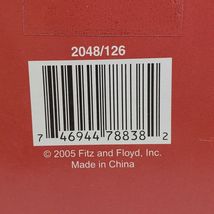 2048/126
7 46944 78838 2
© 2005 Fitz and Floyd, Inc.
Made in China